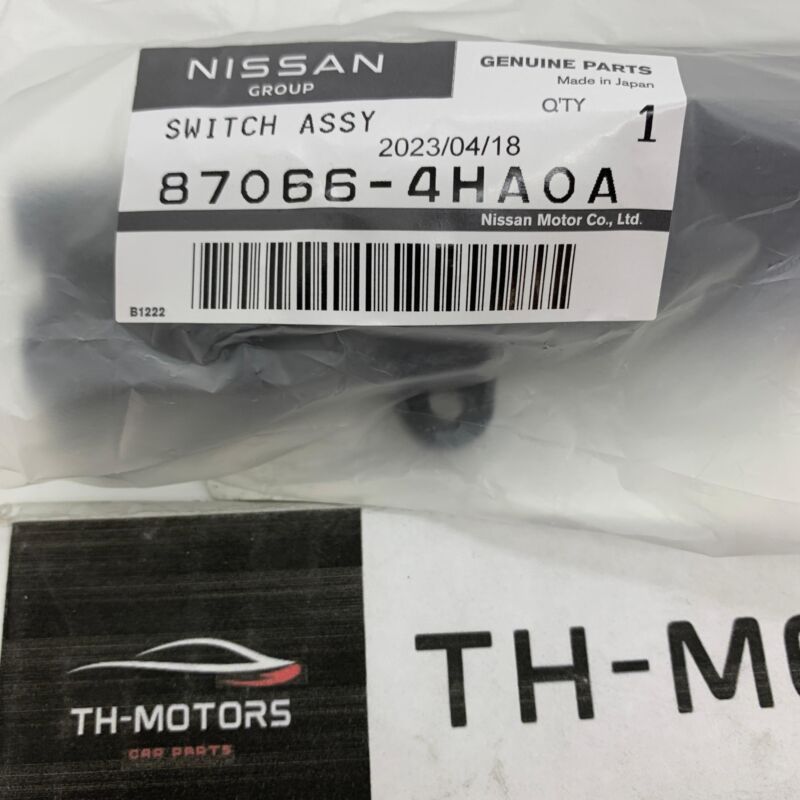 NISSAN
GROUP
GENUINE PARTS
Made in Japan
SWITCH ASSY
Q'TY 1
2023/04/18
87066-4HA0A
Nissan Motor Co., Ltd.
B1222
TH-MOTORS
CAR PARTS
TH-MO